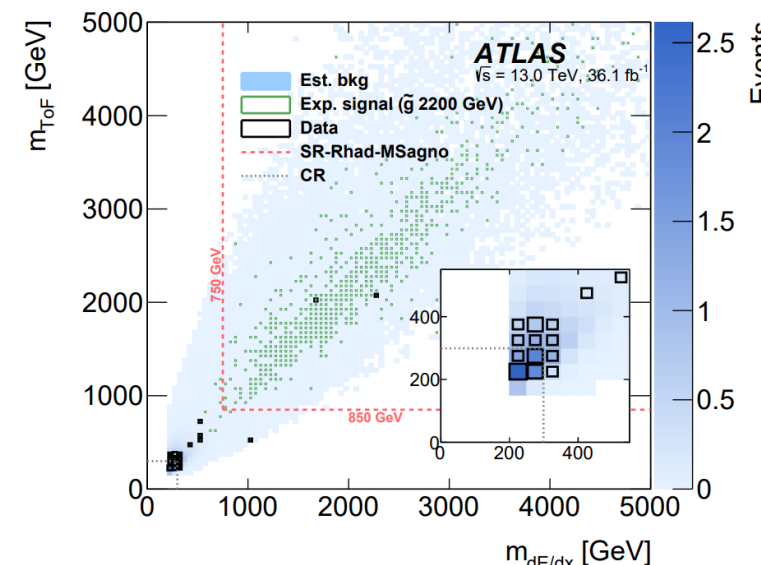 ATLAS
√s = 13.0 TeV, 36.1 fb⁻¹
Est. bkg
Exp. signal (g̃ 2200 GeV)
Data
SR-Rhad-MSagno
CR
m_ToF [GeV]
5000
4000
3000
2000
1000
0
750 GeV
850 GeV
400
200
0
0 200 400
0 1000 2000 3000 4000 5000
m_dE/dx [GeV]
2.5
2
1.5
1
0.5
0
Events